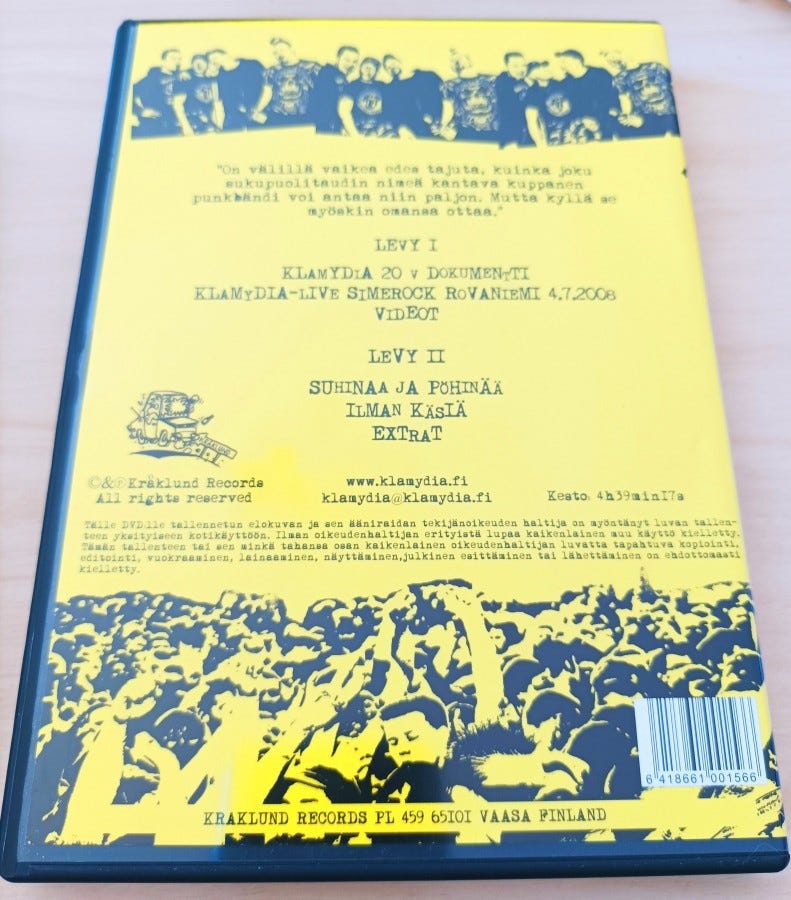 "On välillä vaikea edes tajuta, kuinka joku
sukupuolitaudin nimeä kantava kuppanen
punkbändi voi antaa niin paljon. Mutta kyllä se
myöskin omansa ottaa."
LEVY I
KLAMYDIA 20 V DOKUMENTTI
KLAMYDIA-LIVE SIMEROCK ROVANIEMI 4.7.2008
VIDEOT
LEVY II
SUHINAA JA PÖHINÄÄ
ILMAN KÄSIÄ
EXTRAT
KRÅKLUND
©&℗ Kråklund Records
All rights reserved
www.klamydia.fi
klamydia@klamydia.fi
Kesto: 4h39min17s
Tälle DVD:lle tallennetun elokuvan ja sen ääniraidan tekijänoikeuden haltija on myöntänyt luvan tallen-
teen yksityiseen kotikäyttöön. Ilman oikeudenhaltijan erityistä lupaa kaikenlainen muu käyttö kielletty.
Tämän tallenteen tai sen minkä tahansa osan kaikenlainen oikeudenhaltijan luvatta tapahtuva kopiointi,
editointi, vuokraaminen, lainaaminen, näyttäminen,julkinen esittäminen tai lähettäminen on ehdottomasti
kielletty.
6 418661 001566
KRAKLUND RECORDS PL 459 65101 VAASA FINLAND